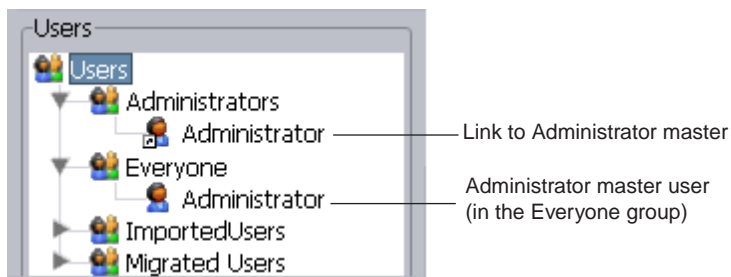 Users
Users
Administrators
Administrator
Link to Administrator master
Everyone
Administrator
Administrator master user
(in the Everyone group)
ImportedUsers
Migrated Users